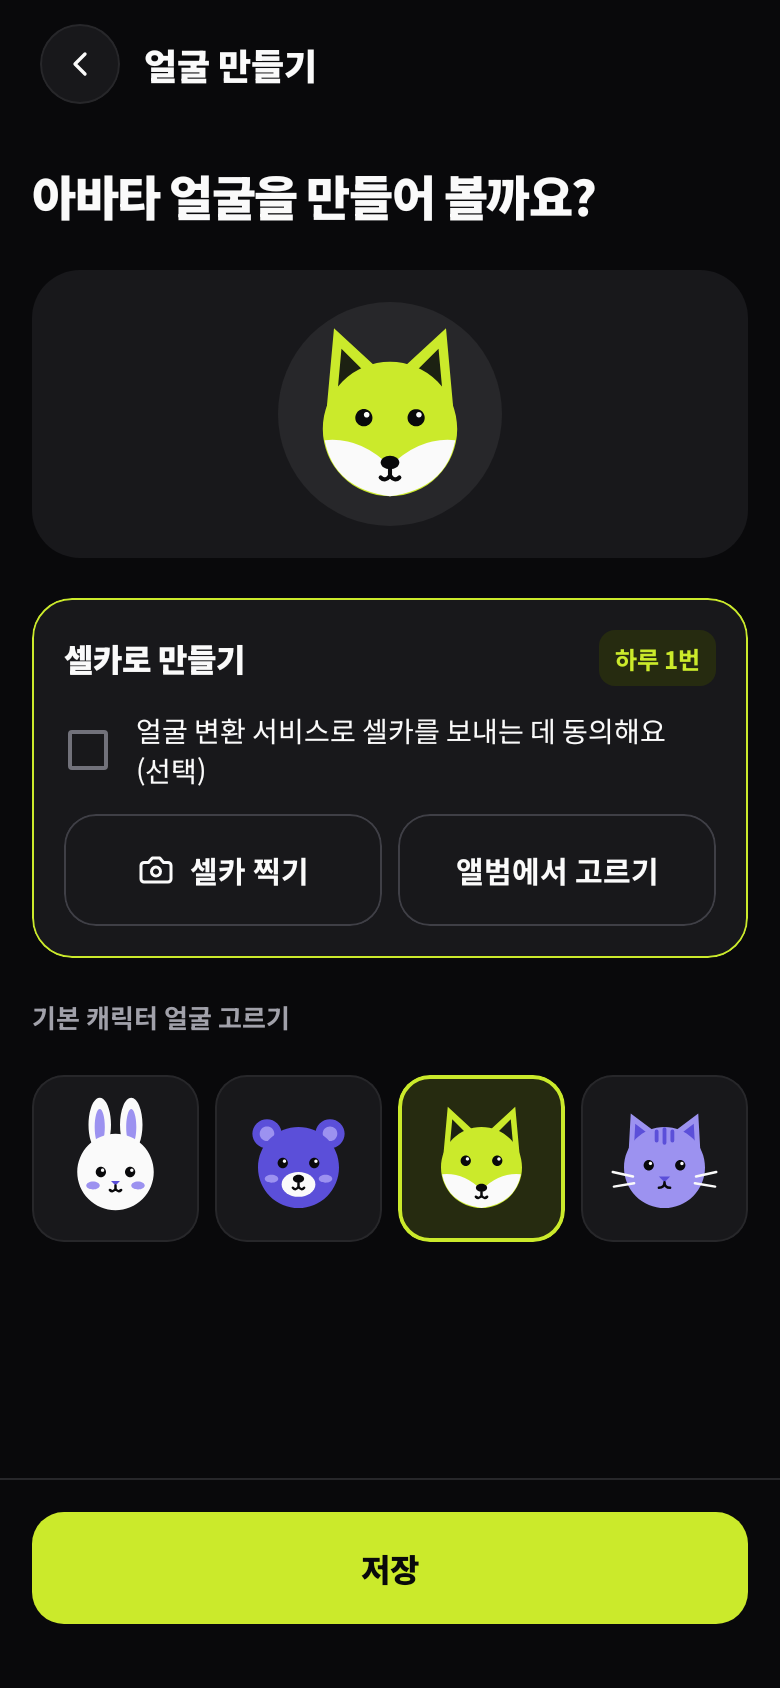 얼굴 만들기
아바타 얼굴을 만들어 볼까요?
셀카로 만들기
하루 1번
얼굴 변환 서비스로 셀카를 보내는 데 동의해요
(선택)
셀카 찍기
앨범에서 고르기
기본 캐릭터 얼굴 고르기
저장